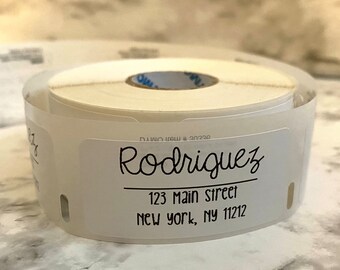 Rodriguez
123 Main Street
New York, NY 11212